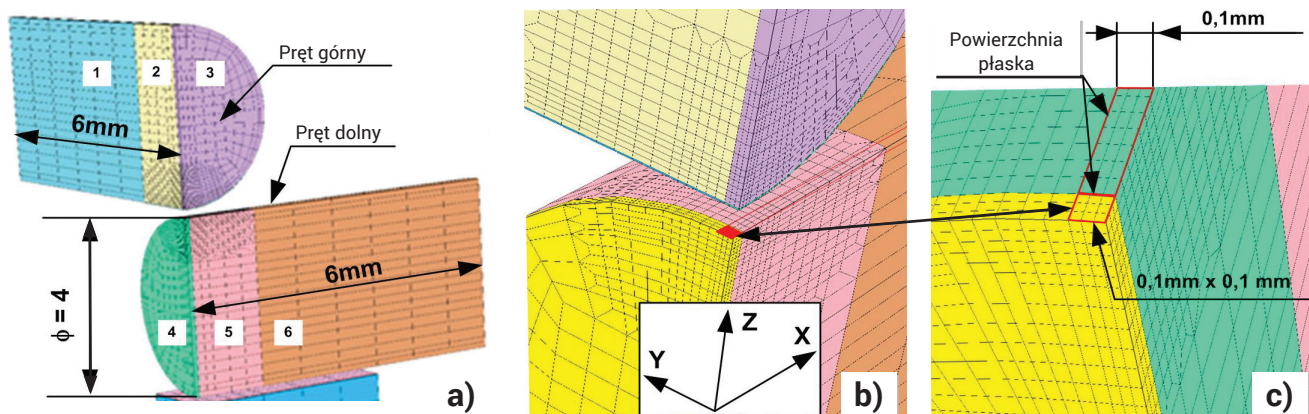 1
2
3
Pręt górny
6mm
Pręt dolny
ϕ = 4
6mm
4
5
6
a)
Z
X
Y
b)
0,1mm
Powierzchnia
płaska
0,1mm x 0,1 mm
c)